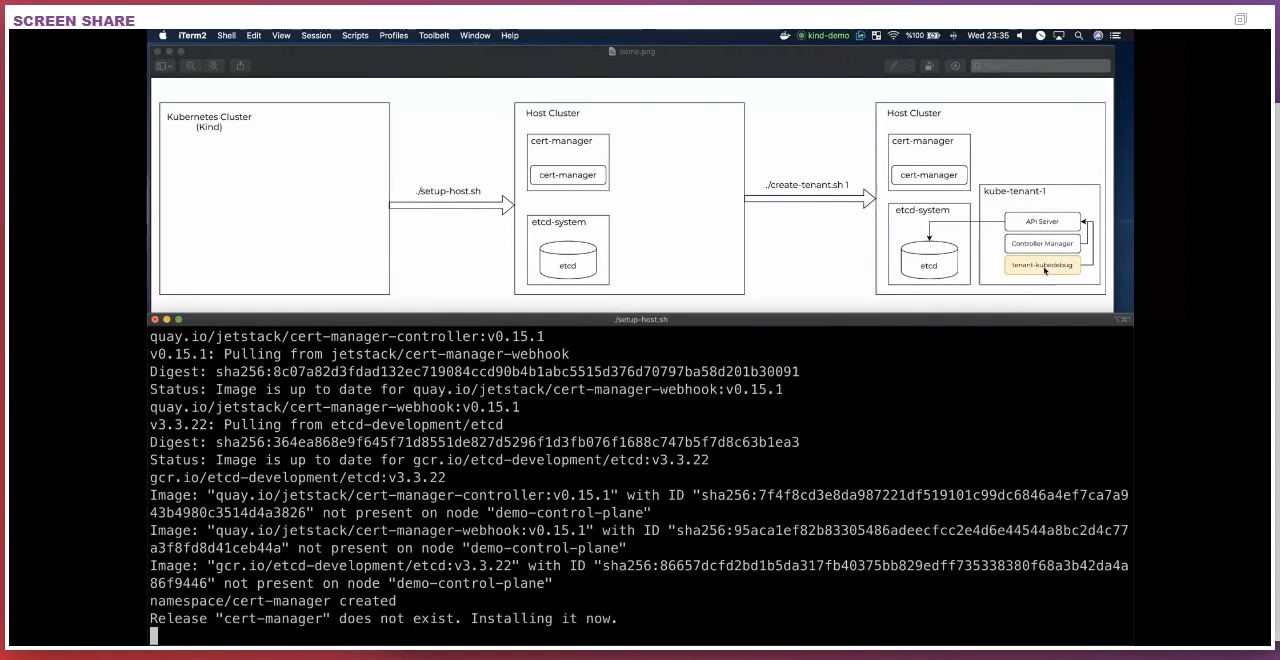 SCREEN SHARE
iTerm2 Shell Edit View Session Scripts Profiles Toolbelt Window Help
kind-demo %100 Wed 23:35
demo.png
Kubernetes Cluster
(Kind)
./setup-host.sh
Host Cluster
cert-manager
cert-manager
etcd-system
etcd
./create-tenant.sh 1
Host Cluster
cert-manager
cert-manager
etcd-system
etcd
kube-tenant-1
API Server
Controller Manager
tenant-kubedebug
./setup-host.sh
quay.io/jetstack/cert-manager-controller:v0.15.1
v0.15.1: Pulling from jetstack/cert-manager-webhook
Digest: sha256:8c07a82d3fdad132ec719084ccd90b4b1abc5515d376d70797ba58d201b30091
Status: Image is up to date for quay.io/jetstack/cert-manager-webhook:v0.15.1
quay.io/jetstack/cert-manager-webhook:v0.15.1
v3.3.22: Pulling from etcd-development/etcd
Digest: sha256:364ea868e9f645f71d8551de827d5296f1d3fb076f1688c747b5f7d8c63b1ea3
Status: Image is up to date for gcr.io/etcd-development/etcd:v3.3.22
gcr.io/etcd-development/etcd:v3.3.22
Image: "quay.io/jetstack/cert-manager-controller:v0.15.1" with ID "sha256:7f4f8cd3e8da987221df519101c99dc6846a4ef7ca7a9
43b4980c3514d4a3826" not present on node "demo-control-plane"
Image: "quay.io/jetstack/cert-manager-webhook:v0.15.1" with ID "sha256:95aca1ef82b83305486adeecfcc2e4d6e44544a8bc2d4c77
a3f8fd8d41ceb44a" not present on node "demo-control-plane"
Image: "gcr.io/etcd-development/etcd:v3.3.22" with ID "sha256:86657dcfd2bd1b5da317fb40375bb829edff735338380f68a3b42da4a
86f9446" not present on node "demo-control-plane"
namespace/cert-manager created
Release "cert-manager" does not exist. Installing it now.